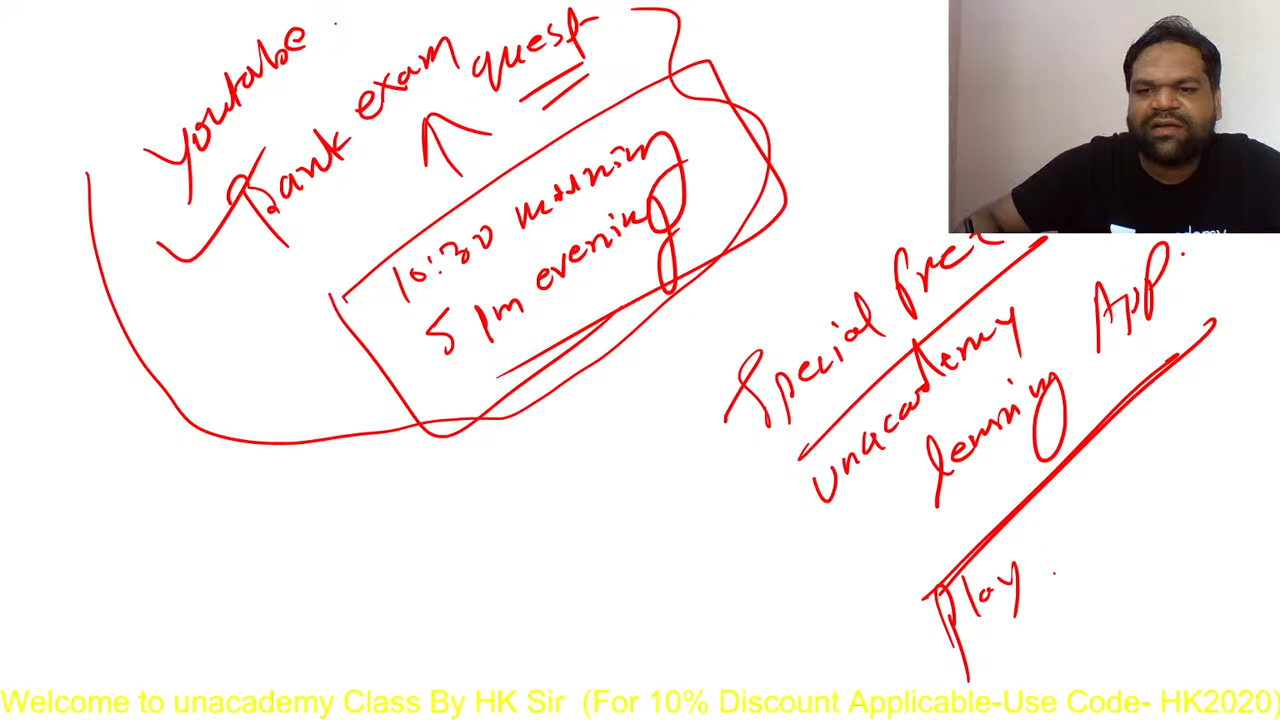 Youtabe
Bank exam quest
10:30 morning
5 pm evening
Special free
unacademy
learning App.
play
Welcome to unacademy Class By HK Sir (For 10% Discount Applicable-Use Code- HK2020)